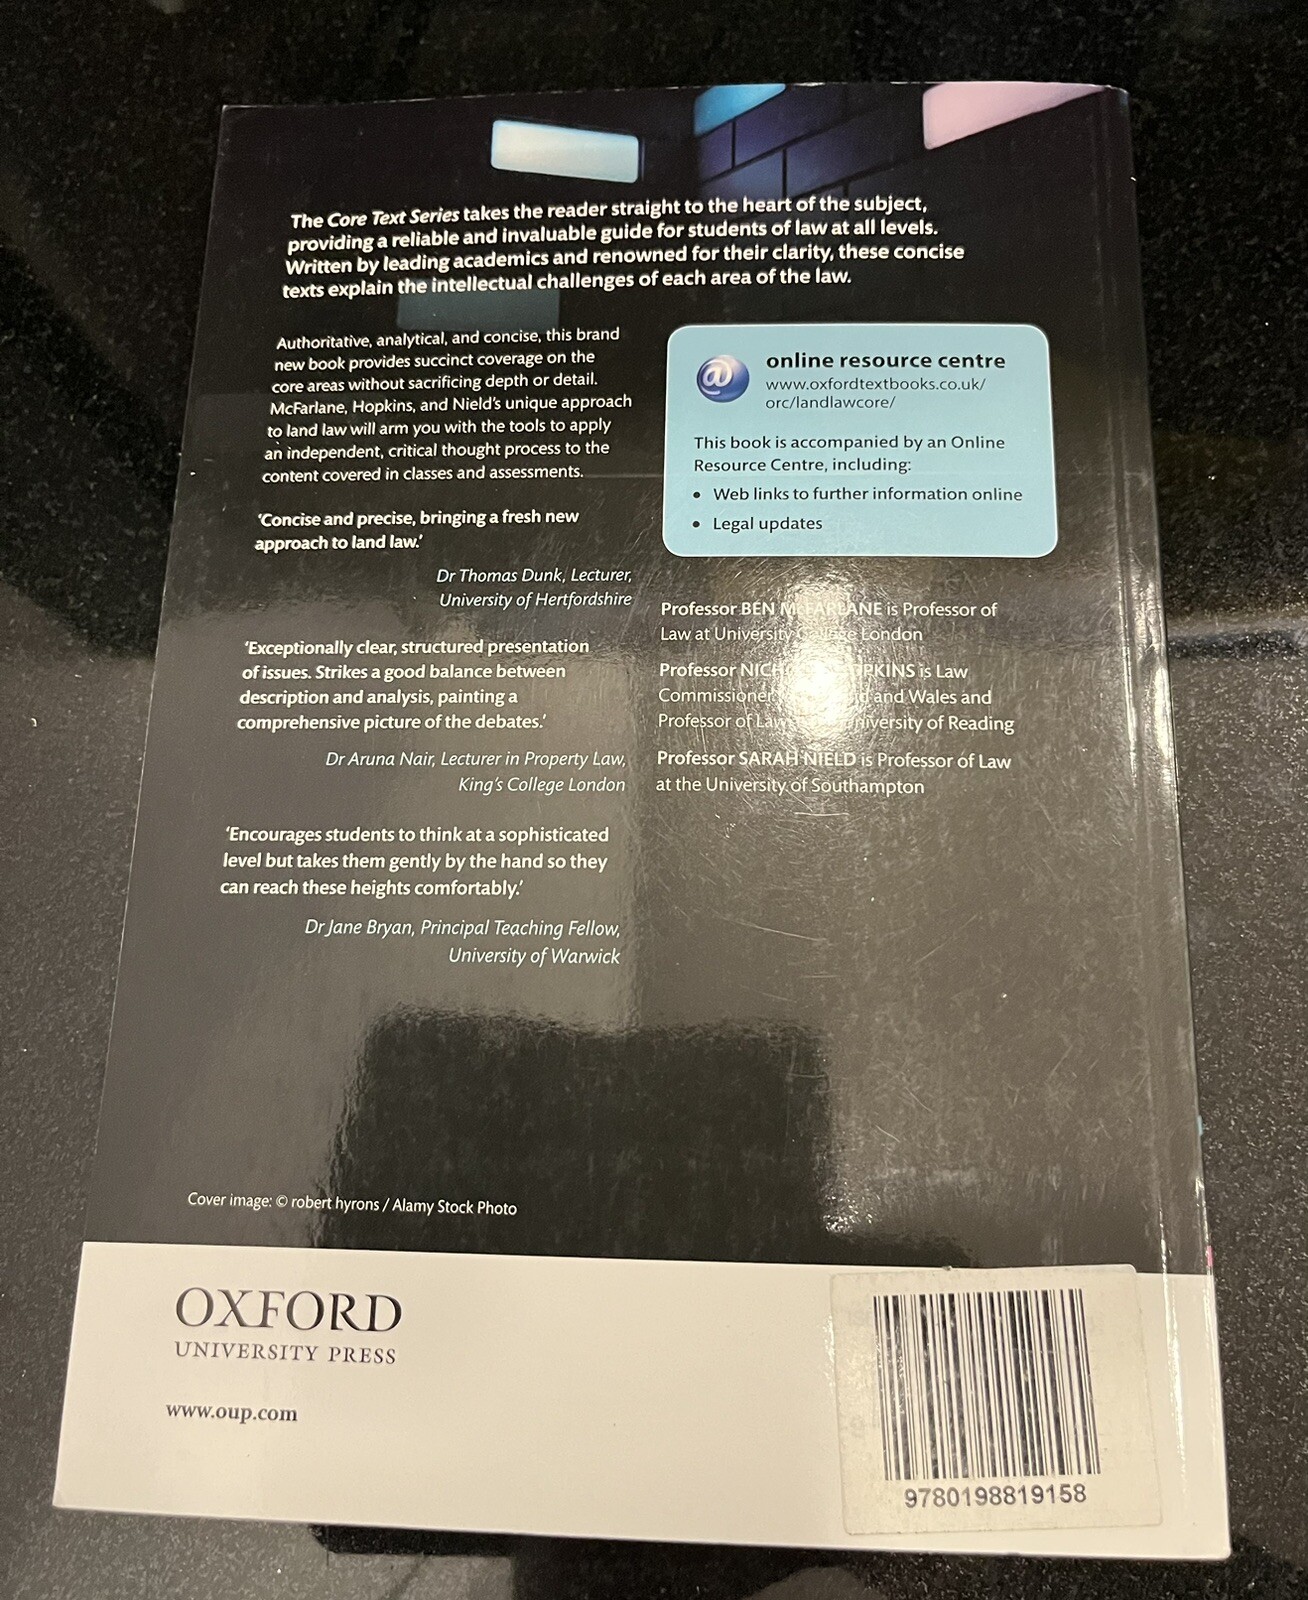 The Core Text Series takes the reader straight to the heart of the subject,
providing a reliable and invaluable guide for students of law at all levels.
Written by leading academics and renowned for their clarity, these concise
texts explain the intellectual challenges of each area of the law.
Authoritative, analytical, and concise, this brand
new book provides succinct coverage on the
core areas without sacrificing depth or detail.
McFarlane, Hopkins, and Nield's unique approach
to land law will arm you with the tools to apply
an independent, critical thought process to the
content covered in classes and assessments.
'Concise and precise, bringing a fresh new
approach to land law.'
Dr Thomas Dunk, Lecturer,
University of Hertfordshire
'Exceptionally clear, structured presentation
of issues. Strikes a good balance between
description and analysis, painting a
comprehensive picture of the debates.'
Dr Aruna Nair, Lecturer in Property Law,
King's College London
'Encourages students to think at a sophisticated
level but takes them gently by the hand so they
can reach these heights comfortably.'
Dr Jane Bryan, Principal Teaching Fellow,
University of Warwick
online resource centre
www.oxfordtextbooks.co.uk/
orc/landlawcore/
This book is accompanied by an Online
Resource Centre, including:
• Web links to further information online
• Legal updates
Professor BEN McFARLANE is Professor of
Law at University College London
Professor is Law
Commissioner and Wales and
Professor of Law University of Reading
Professor SARAH NIELD is Professor of Law
at the University of Southampton
Cover image: © robert hyrons / Alamy Stock Photo
OXFORD
UNIVERSITY PRESS
www.oup.com
9780198819158